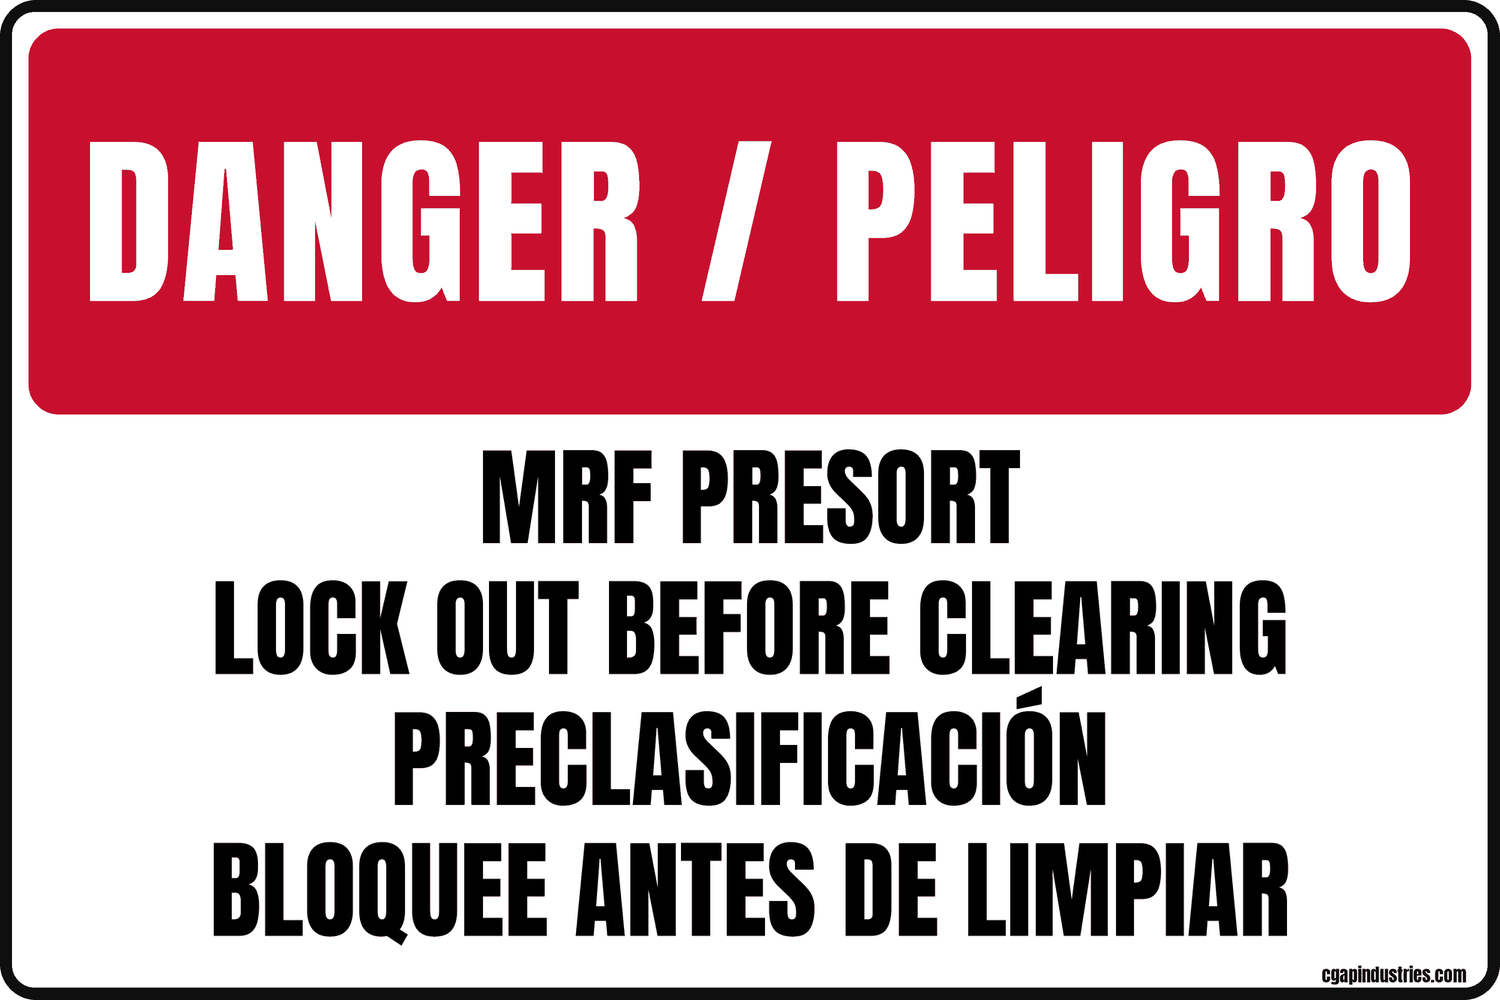 DANGER / PELIGRO
MRF PRESORT
LOCK OUT BEFORE CLEARING
PRECLASIFICACIÓN
BLOQUEE ANTES DE LIMPIAR
cgapindustries.com